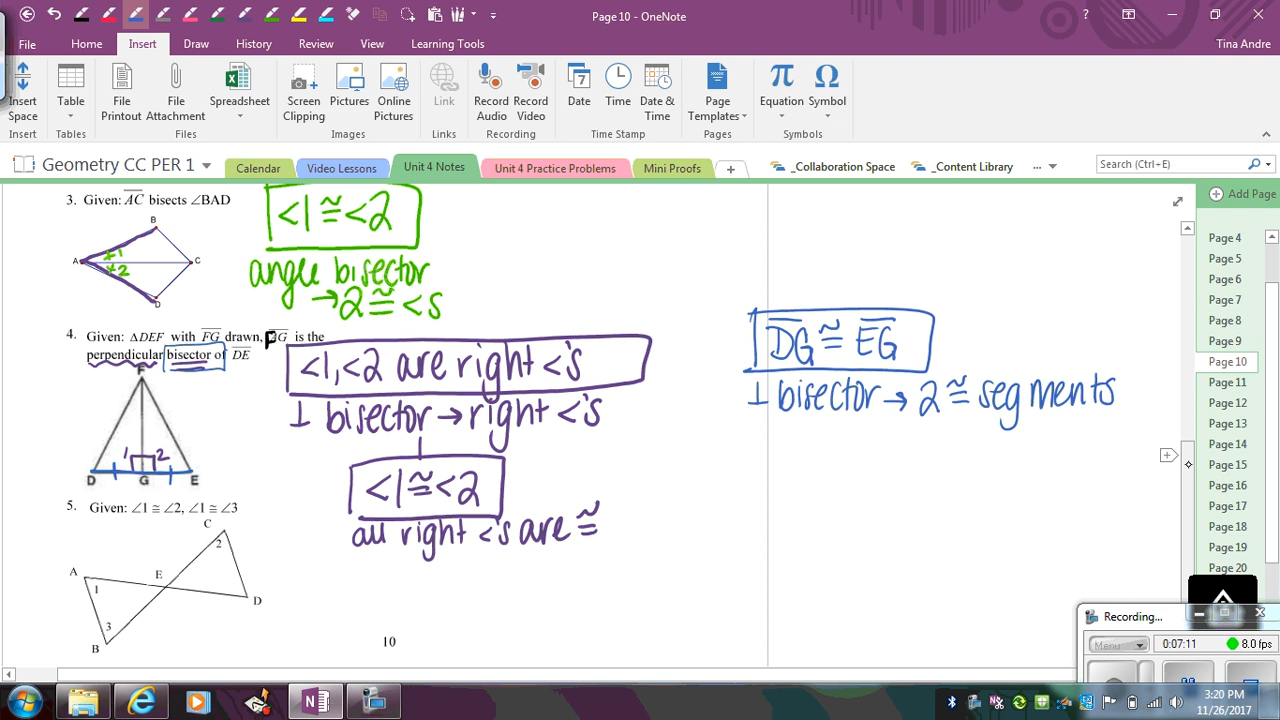 Page 10 - OneNote
?
Tina Andre
File Home Insert Draw History Review View Learning Tools
Insert Space
Table
File Printout
File Attachment
Spreadsheet
Screen Clipping
Pictures
Online Pictures
Link
Record Audio
Record Video
Date
Time
Date & Time
Page Templates
Equation
Symbol
Insert Tables Files Images Links Recording Time Stamp Pages Symbols
Geometry CC PER 1
Calendar Video Lessons Unit 4 Notes Unit 4 Practice Problems Mini Proofs + _Collaboration Space _Content Library ...
Search (Ctrl+E)
Add Page
Page 4
Page 5
Page 6
Page 7
Page 8
Page 9
Page 10
Page 11
Page 12
Page 13
Page 14
Page 15
Page 16
Page 17
Page 18
Page 19
Page 20
3. Given: AC bisects ∠BAD
B
A
C
D
+1
+2
<1 ≅ <2
angle bisector
→ 2 ≅ <s
4. Given: ΔDEF with FG drawn, FG is the
perpendicular bisector of DE
F
1 2
D G E
<1, <2 are right <'s
⊥ bisector → right <'s
<1 ≅ <2
all right <'s are ≅
DG ≅ EG
⊥ bisector → 2 ≅ segments
5. Given: ∠1 ≅ ∠2, ∠1 ≅ ∠3
C
2
A
E
1
D
3
B
10
Recording...
Menu
0:07:11
8.0 fps
3:20 PM
11/26/2017